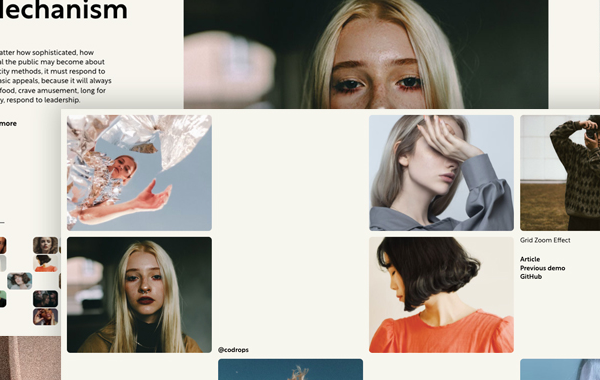 lechanism
atter how sophisticated, how
al the public may become about
city methods, it must respond to
asic appeals, because it will always
food, crave amusement, long for
y, respond to leadership.
more
Grid Zoom Effect
Article
Previous demo
GitHub
@codrops